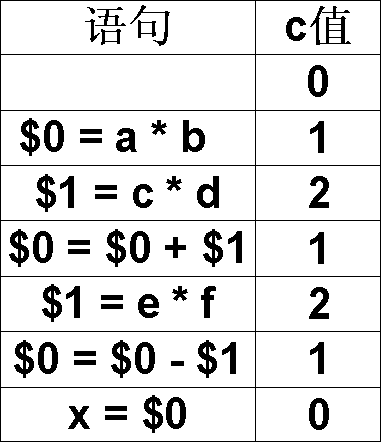 语句 c值
0
$0 = a * b 1
$1 = c * d 2
$0 = $0 + $1 1
$1 = e * f 2
$0 = $0 - $1 1
x = $0 0